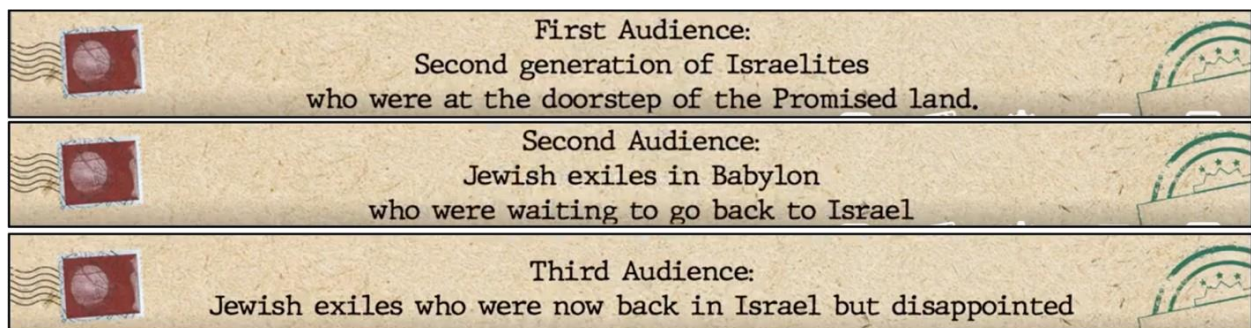 First Audience:
Second generation of Israelites
who were at the doorstep of the Promised land.
Second Audience:
Jewish exiles in Babylon
who were waiting to go back to Israel
Third Audience:
Jewish exiles who were now back in Israel but disappointed